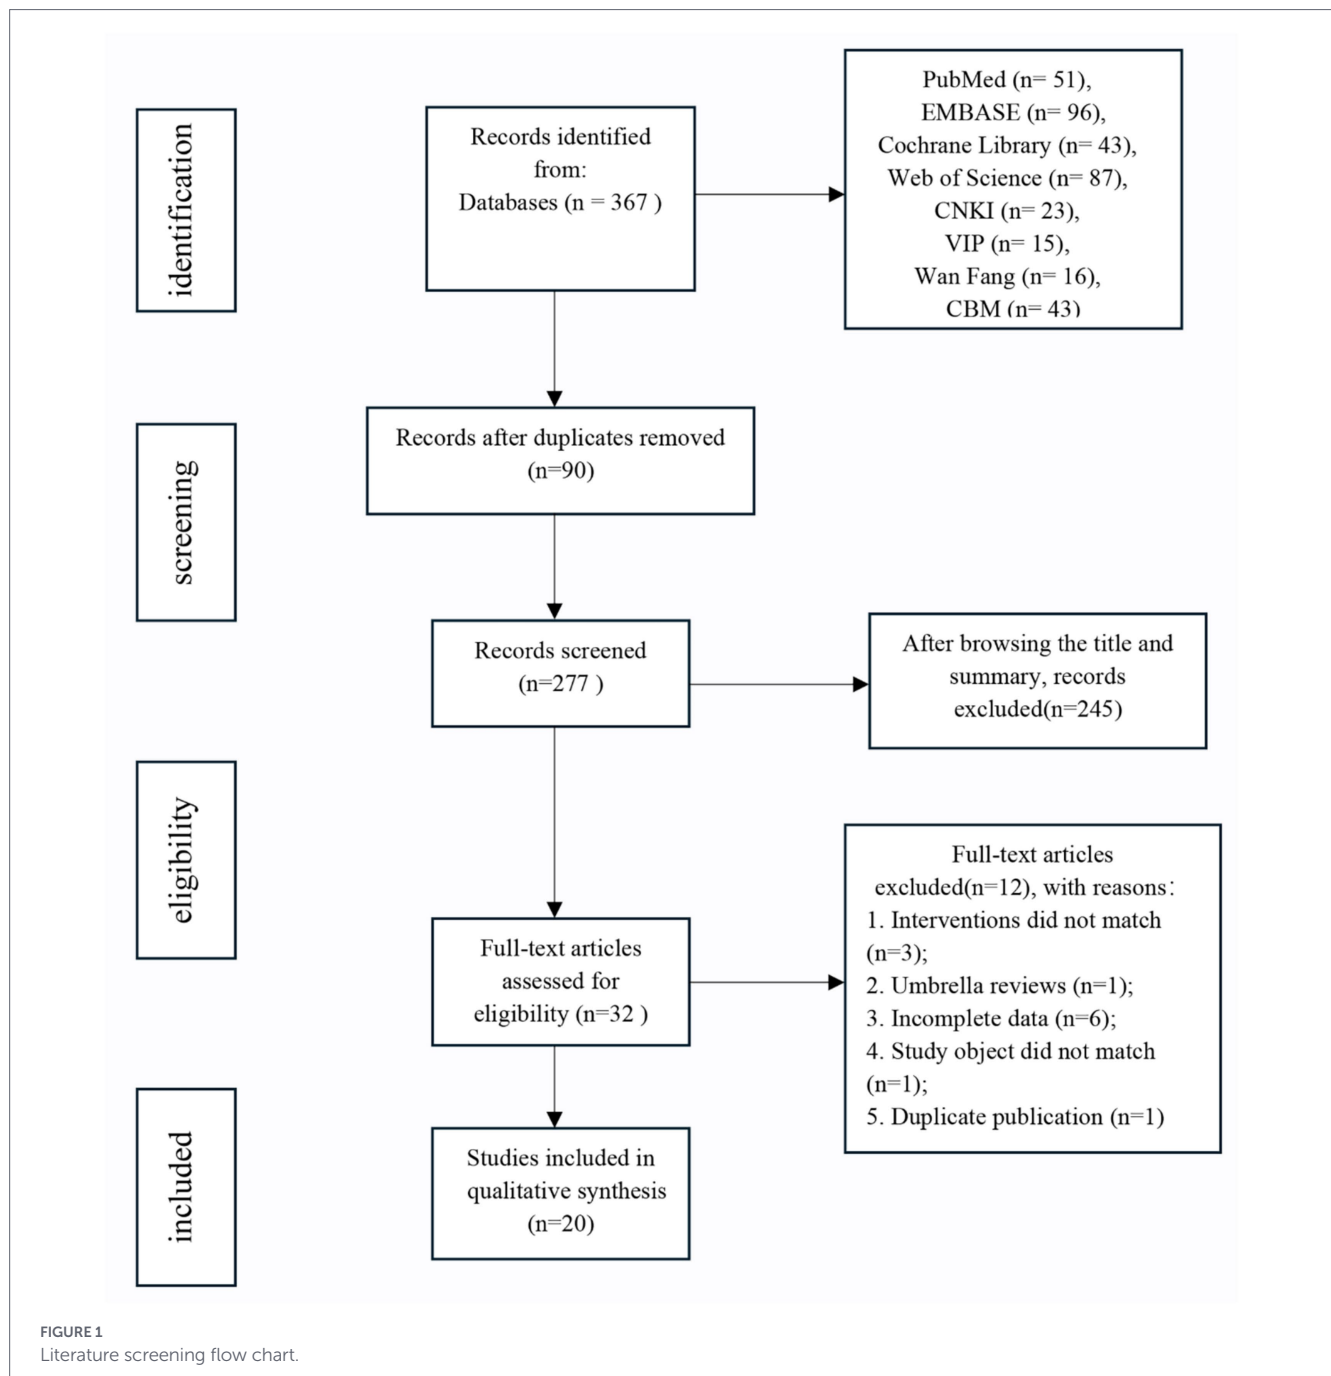 identification
Records identified
from:
Databases (n = 367 )
PubMed (n= 51),
EMBASE (n= 96),
Cochrane Library (n= 43),
Web of Science (n= 87),
CNKI (n= 23),
VIP (n= 15),
Wan Fang (n= 16),
CBM (n= 43)
screening
Records after duplicates removed
(n=90)
Records screened
(n=277 )
After browsing the title and
summary, records
excluded(n=245)
eligibility
Full-text articles
assessed for
eligibility (n=32 )
Full-text articles
excluded(n=12), with reasons:
1. Interventions did not match
(n=3);
2. Umbrella reviews (n=1);
3. Incomplete data (n=6);
4. Study object did not match
(n=1);
5. Duplicate publication (n=1)
included
Studies included in
qualitative synthesis
(n=20)
FIGURE 1
Literature screening flow chart.